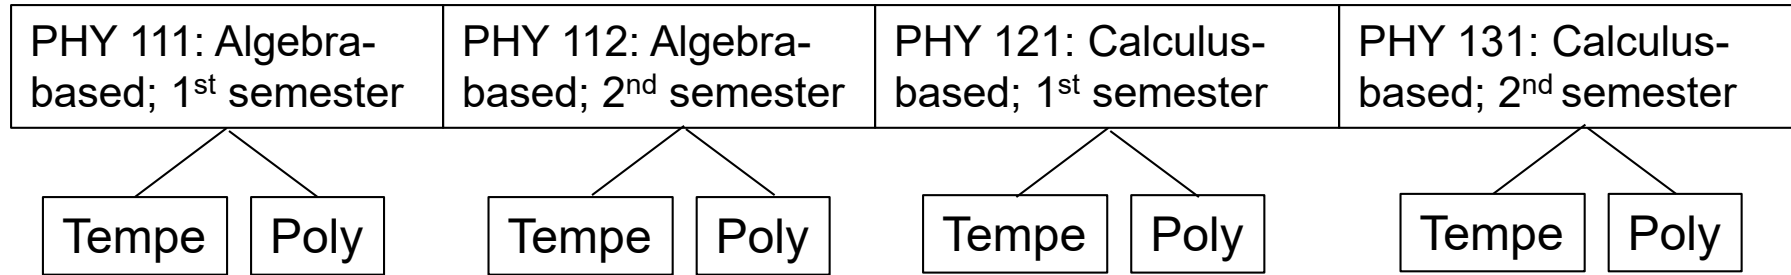 PHY 111: Algebra-
based; 1st semester
PHY 112: Algebra-
based; 2nd semester
PHY 121: Calculus-
based; 1st semester
PHY 131: Calculus-
based; 2nd semester
Tempe
Poly
Tempe
Poly
Tempe
Poly
Tempe
Poly